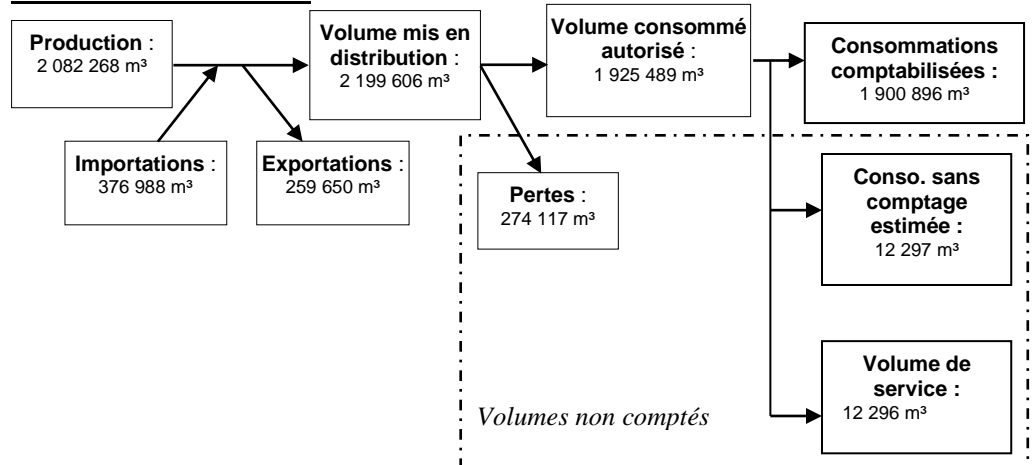 Production :
2 082 268 m³
Volume mis en
distribution :
2 199 606 m³
Volume consommé
autorisé :
1 925 489 m³
Consommations
comptabilisées :
1 900 896 m³
Importations :
376 988 m³
Exportations :
259 650 m³
Pertes :
274 117 m³
Conso. sans
comptage
estimée :
12 297 m³
Volume de
service :
12 296 m³
Volumes non comptés